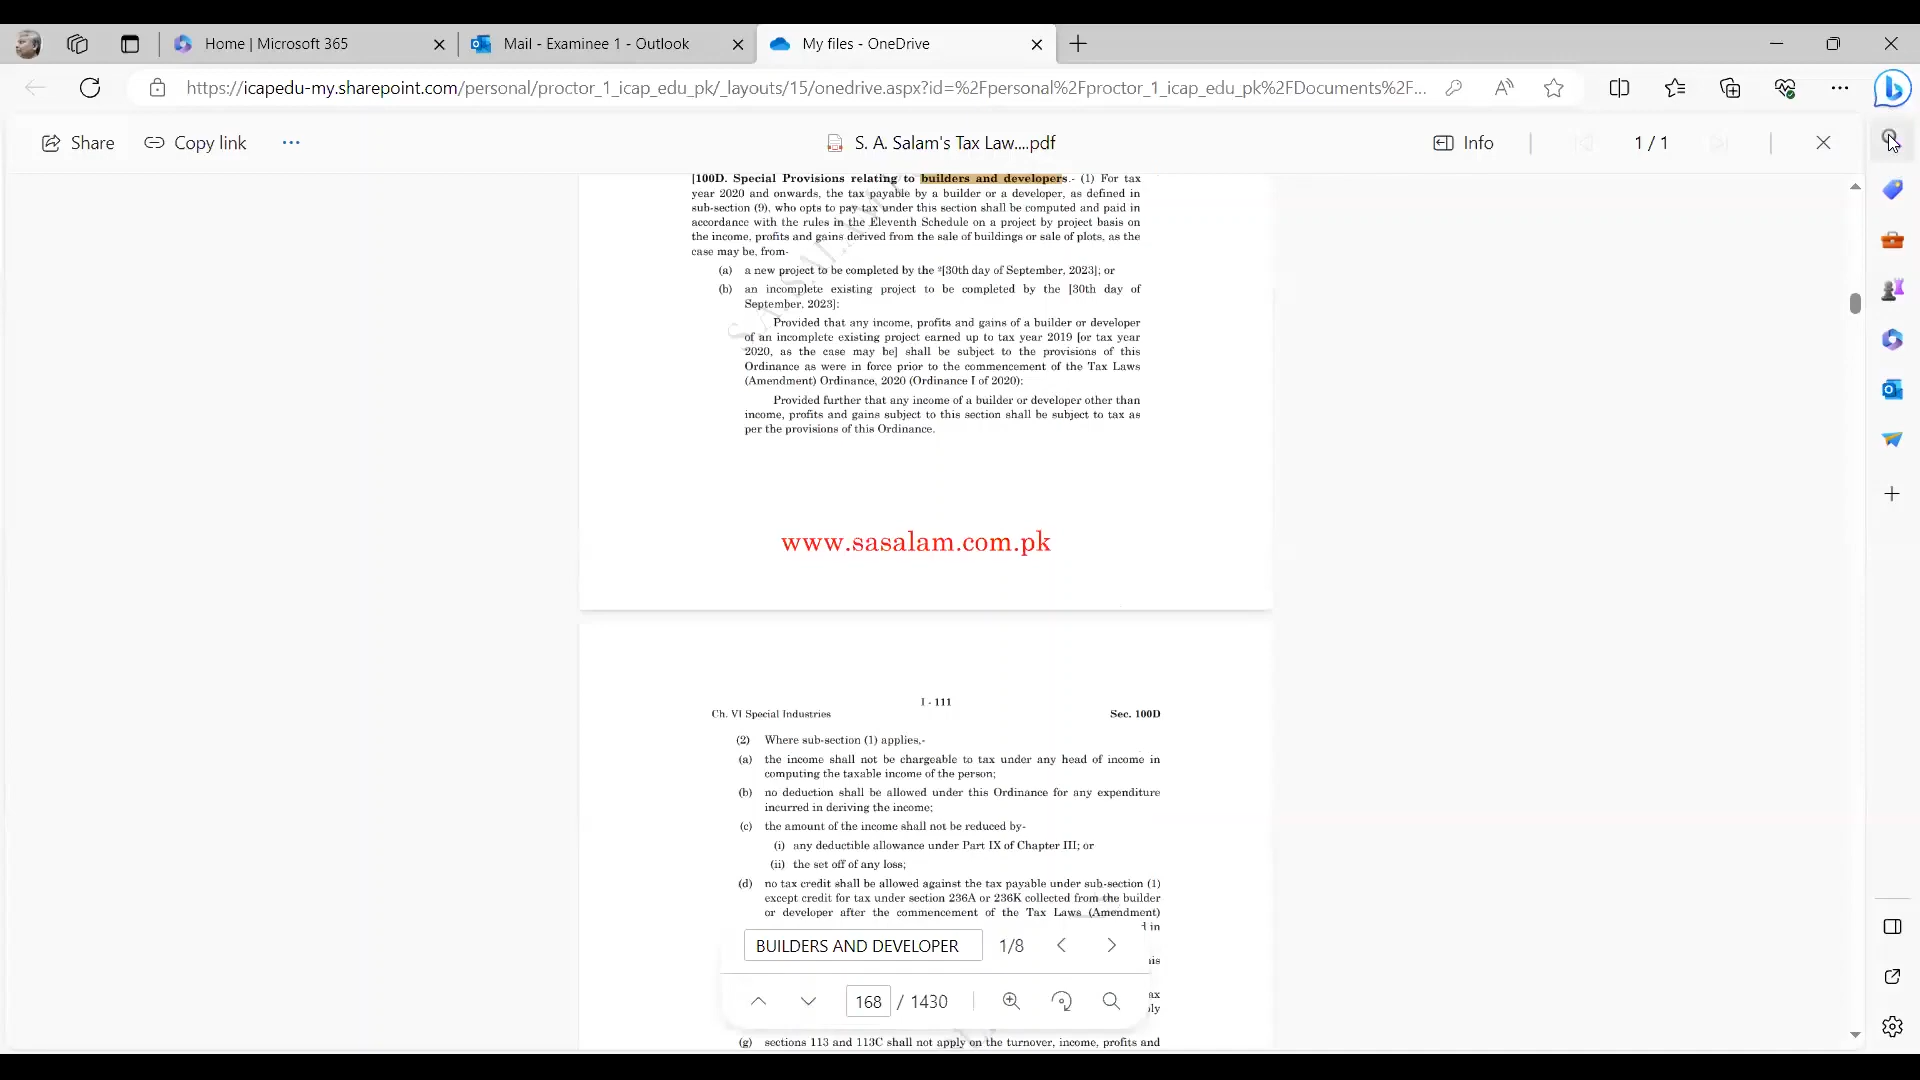 Home | Microsoft 365
Mail - Examinee 1 - Outlook
My files - OneDrive
https://icapedu-my.sharepoint.com/personal/proctor_1_icap_edu_pk/_layouts/15/onedrive.aspx?id=%2Fpersonal%2Fproctor_1_icap_edu_pk%2FDocuments%2F...
Share
Copy link
S. A. Salam's Tax Law....pdf
Info
1 / 1
[100D. Special Provisions relating to builders and developers.- (1) For tax
year 2020 and onwards, the tax payable by a builder or a developer, as defined in
sub-section (9), who opts to pay tax under this section shall be computed and paid in
accordance with the rules in the Eleventh Schedule on a project by project basis on
the income, profits and gains derived from the sale of buildings or sale of plots, as the
case may be, from-
(a) a new project to be completed by the [30th day of September, 2023]; or
(b) an incomplete existing project to be completed by the [30th day of
September, 2023]:
Provided that any income, profits and gains of a builder or developer
of an incomplete existing project earned up to tax year 2019 [or tax year
2020, as the case may be] shall be subject to the provisions of this
Ordinance as were in force prior to the commencement of the Tax Laws
(Amendment) Ordinance, 2020 (Ordinance I of 2020):
Provided further that any income of a builder or developer other than
income, profits and gains subject to this section shall be subject to tax as
per the provisions of this Ordinance.
www.sasalam.com.pk
I - 111
Ch. VI Special Industries Sec. 100D
(2) Where sub-section (1) applies,-
(a) the income shall not be chargeable to tax under any head of income in
computing the taxable income of the person;
(b) no deduction shall be allowed under this Ordinance for any expenditure
incurred in deriving the income;
(c) the amount of the income shall not be reduced by-
(i) any deductible allowance under Part IX of Chapter III; or
(ii) the set off of any loss;
(d) no tax credit shall be allowed against the tax payable under sub-section (1)
except credit for tax under section 236A or 236K collected from the builder
or developer after the commencement of the Tax Laws (Amendment)
in
BUILDERS AND DEVELOPER 1/8
168 / 1430
(g) sections 113 and 113C shall not apply on the turnover, income, profits and